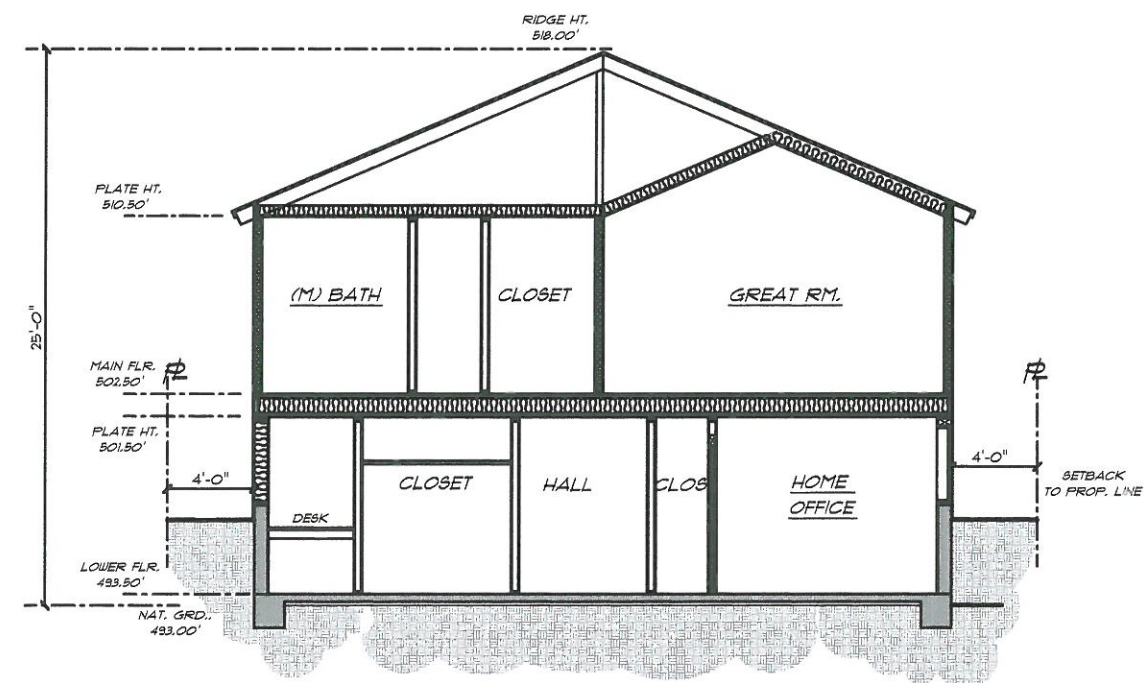 RIDGE HT.
518.00'
PLATE HT.
510.50'
25'-0"
(M) BATH
CLOSET
GREAT RM.
MAIN FLR.
502.50'
PL
PL
PLATE HT.
501.50'
4'-0"
4'-0"
SETBACK
TO PROP. LINE
CLOSET
HALL
CLOS
HOME
OFFICE
DESK
LOWER FLR.
493.50'
NAT. GRD..
493.00'